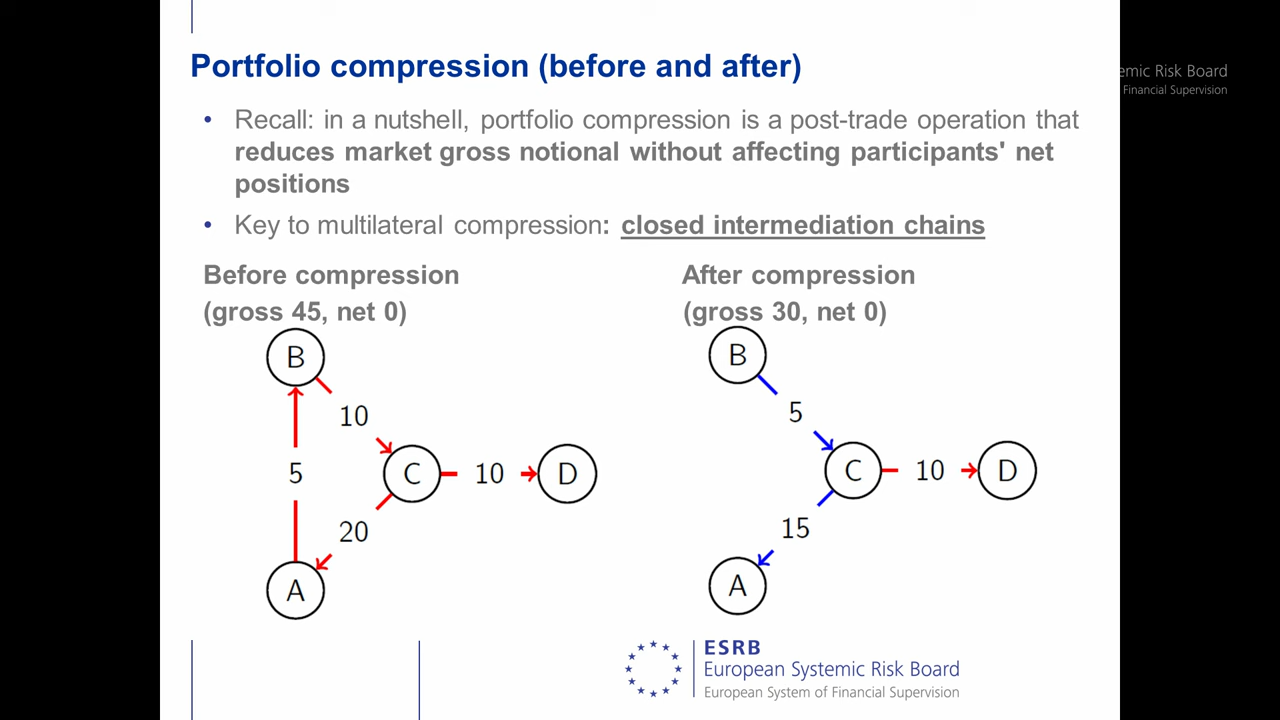 Portfolio compression (before and after)
emic Risk Board
Financial Supervision
• Recall: in a nutshell, portfolio compression is a post-trade operation that
reduces market gross notional without affecting participants' net
positions
• Key to multilateral compression: closed intermediation chains
Before compression
(gross 45, net 0)
B
10
5
C
10
D
20
A
After compression
(gross 30, net 0)
B
5
C
10
D
15
A
ESRB
European Systemic Risk Board
European System of Financial Supervision